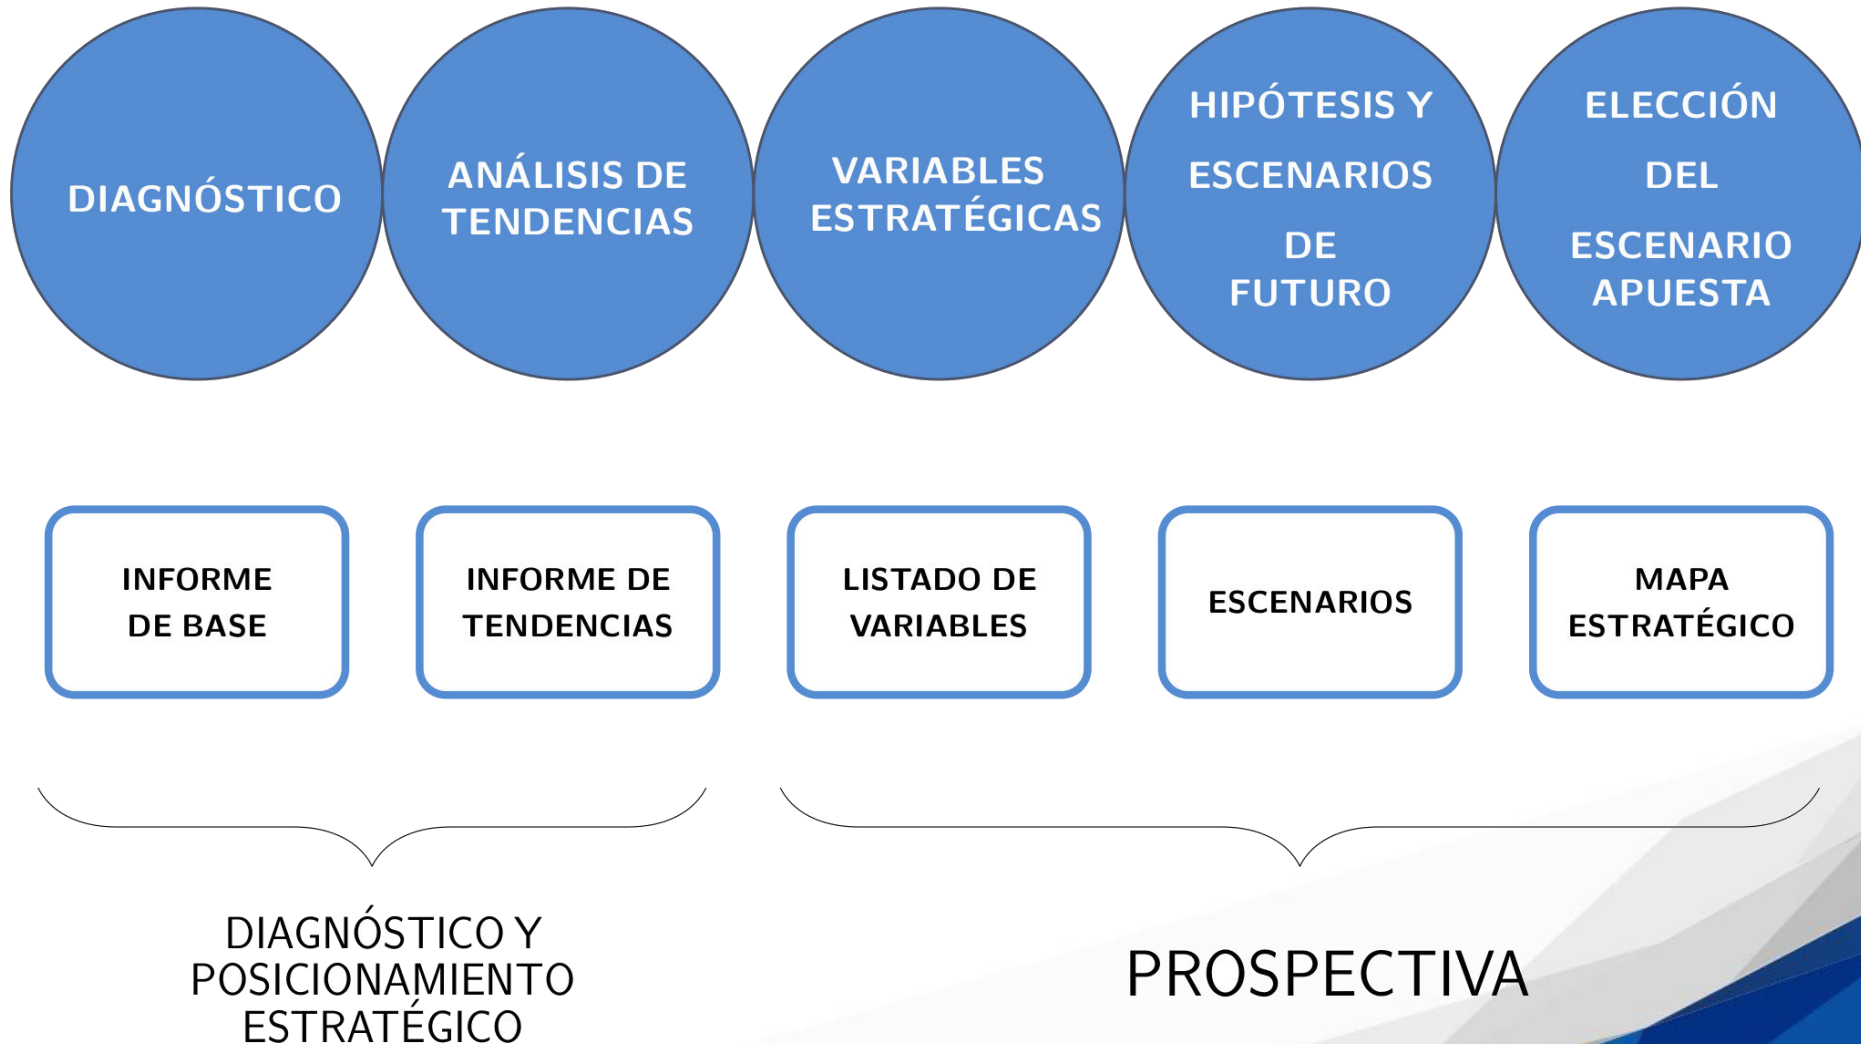 DIAGNÓSTICO
ANÁLISIS DE
TENDENCIAS
VARIABLES
ESTRATÉGICAS
HIPÓTESIS Y
ESCENARIOS
DE
FUTURO
ELECCIÓN
DEL
ESCENARIO
APUESTA
INFORME
DE BASE
INFORME DE
TENDENCIAS
LISTADO DE
VARIABLES
ESCENARIOS
MAPA
ESTRATÉGICO
DIAGNÓSTICO Y
POSICIONAMIENTO
ESTRATÉGICO
PROSPECTIVA